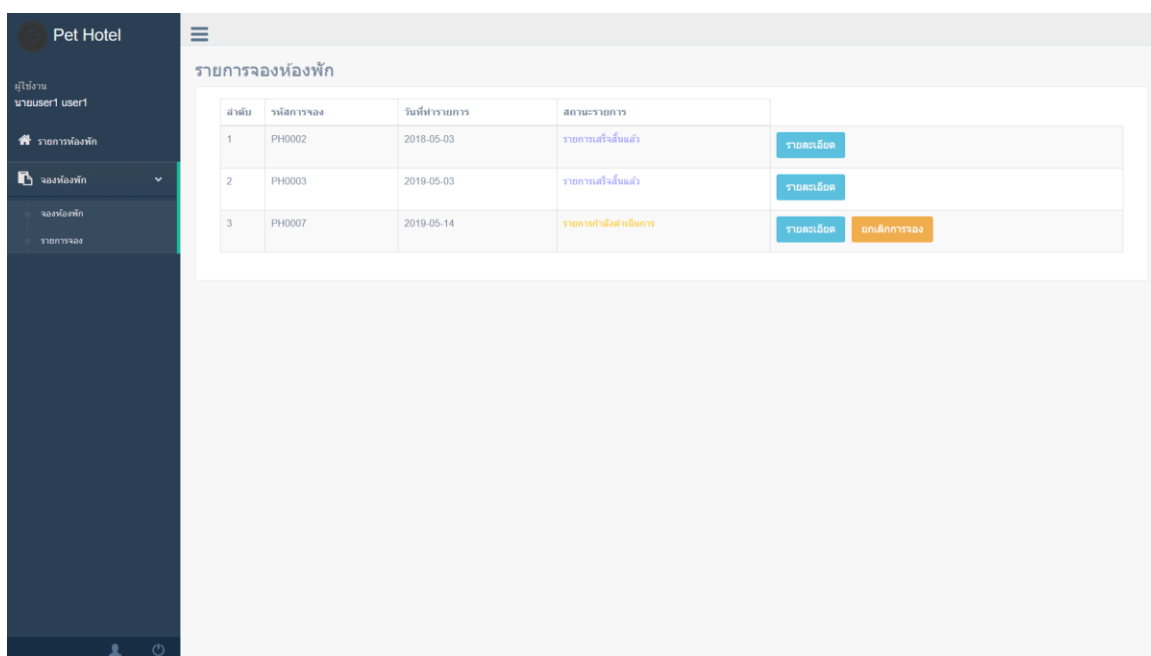 Pet Hotel
ผู้ใช้งาน
นายuser1 user1
รายการห้องพัก
จองห้องพัก
จองห้องพัก
รายการจอง
รายการจองห้องพัก
ลำดับ รหัสการจอง วันที่ทำรายการ สถานะรายการ
1 PH0002 2018-05-03 รายการเสร็จสิ้นแล้ว รายละเอียด
2 PH0003 2019-05-03 รายการเสร็จสิ้นแล้ว รายละเอียด
3 PH0007 2019-05-14 รายการกำลังดำเนินการ รายละเอียด ยกเลิกการจอง